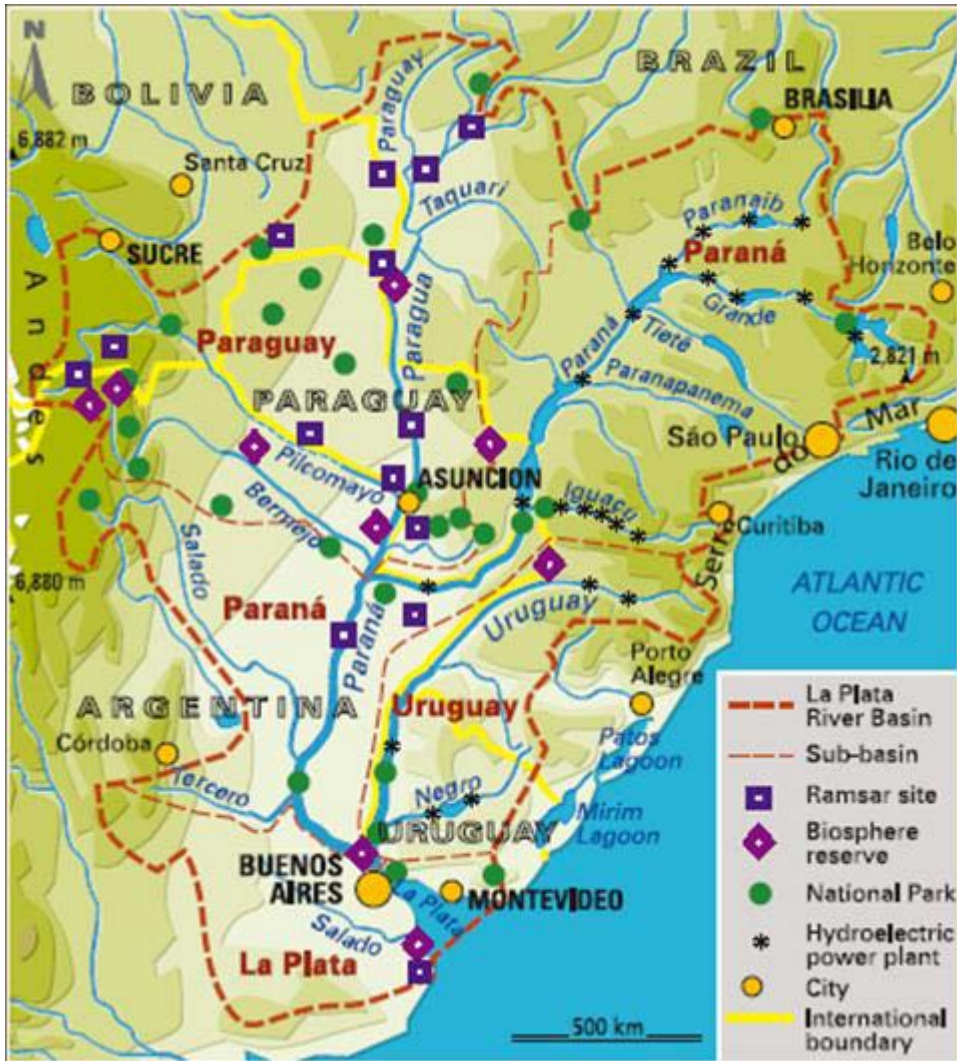 N
BOLIVIA
BRAZIL
Paraguay
BRASILIA
6,882 m
Santa Cruz
Taquari
Paranaib
SUCRE
Paraná
Belo
Horizonte
Andes
Paragua
Grande
Paraná
Tietê
Paraguay
2,821 m
Paranapanema
PARAGUAY
São Paulo
Serra do Mar
Rio de
Janeiro
Pilcomayo
ASUNCION
Iguaçu
Bermejo
Curitiba
Salado
6,880 m
ATLANTIC
OCEAN
Paraná
Paraná
Uruguay
Porto
Alegre
ARGENTINA
Uruguay
Patos
Lagoon
Córdoba
Tercero
Negro
Mirim
Lagoon
URUGUAY
BUENOS
AIRES
La Plata
MONTEVIDEO
Salado
La Plata
500 km
La Plata
River Basin
Sub-basin
Ramsar site
Biosphere
reserve
National Park
Hydroelectric
power plant
City
International
boundary